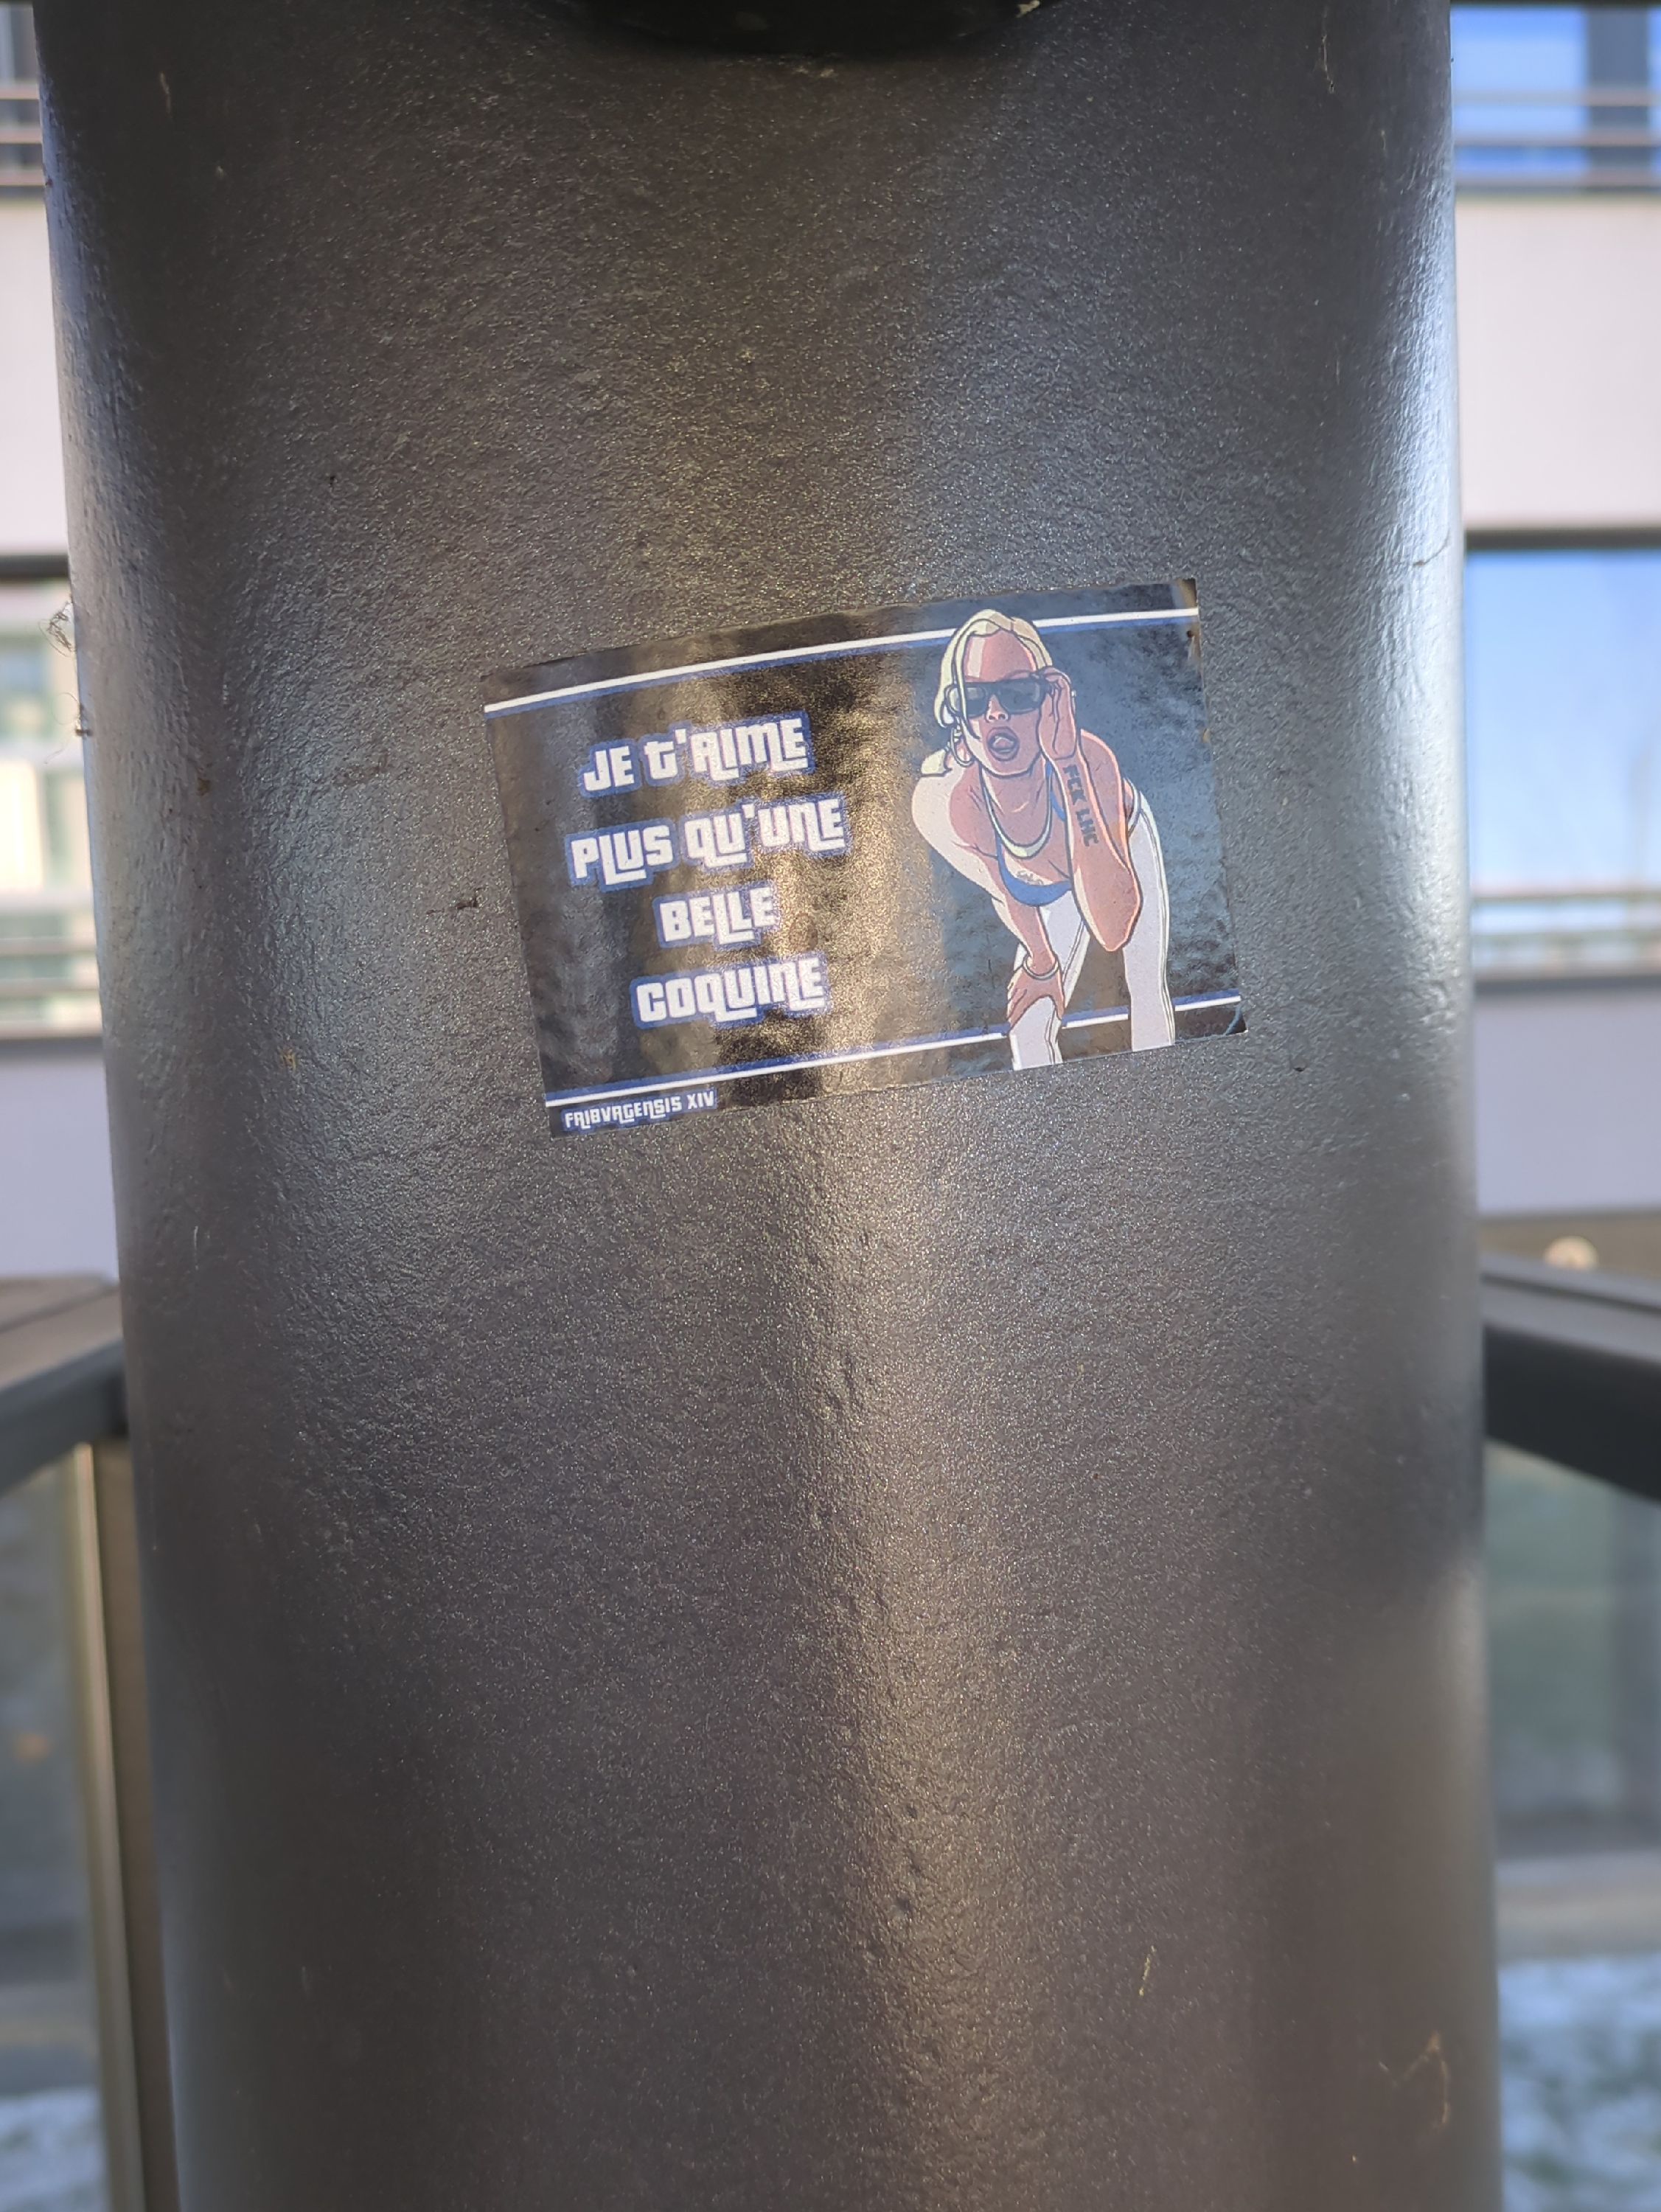 JE t'AIME
PLUS QU'UNE
BELLE
COQUINE
FCK LHC
FRIBVRGENSIS XIV